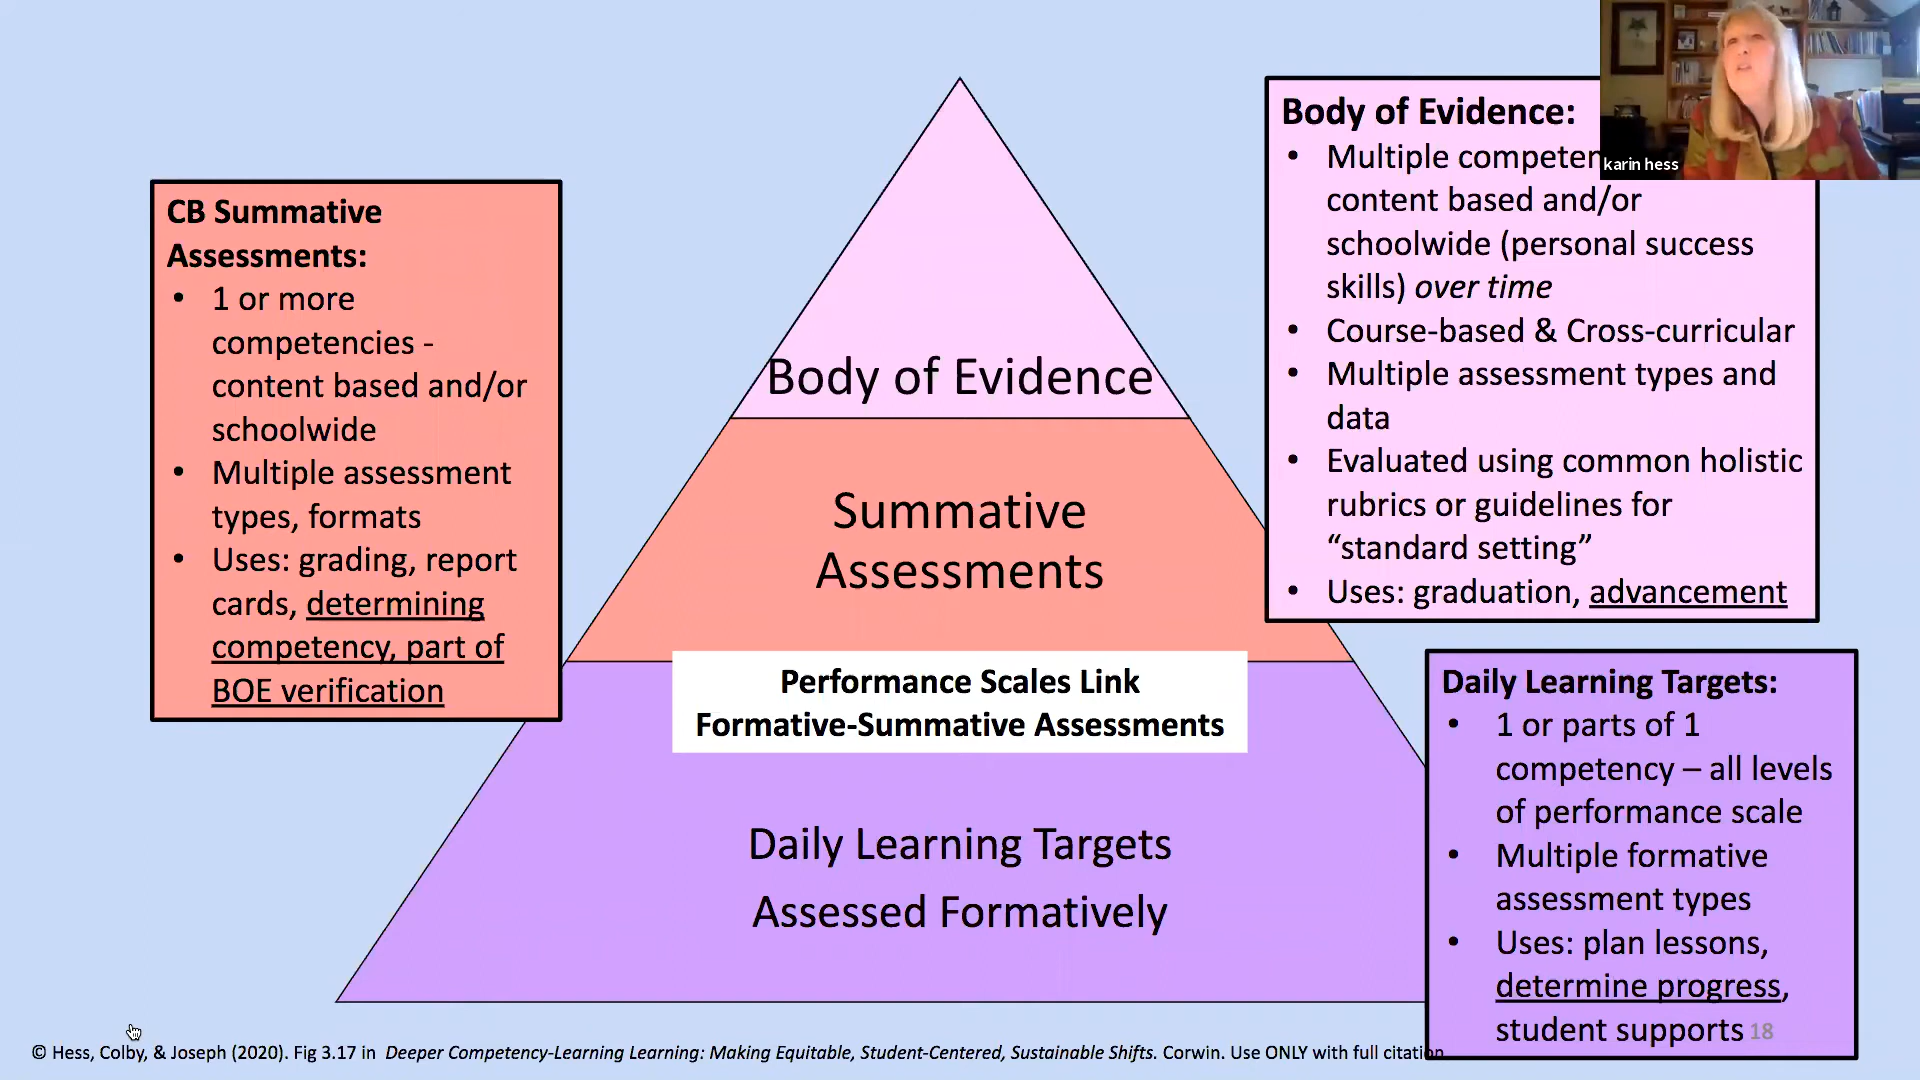 CB Summative
Assessments:
• 1 or more
competencies -
content based and/or
schoolwide
• Multiple assessment
types, formats
• Uses: grading, report
cards, determining
competency, part of
BOE verification
Body of Evidence
Summative
Assessments
Performance Scales Link
Formative-Summative Assessments
Daily Learning Targets
Assessed Formatively
Body of Evidence:
• Multiple
content based and/or
schoolwide (personal success
skills) over time
• Course-based & Cross-curricular
• Multiple assessment types and
data
• Evaluated using common holistic
rubrics or guidelines for
“standard setting”
• Uses: graduation, advancement
karin hess
Daily Learning Targets:
• 1 or parts of 1
competency – all levels
of performance scale
• Multiple formative
assessment types
• Uses: plan lessons,
determine progress,
student supports
18
© Hess, Colby, & Joseph (2020). Fig 3.17 in Deeper Competency-Learning Learning: Making Equitable, Student-Centered, Sustainable Shifts. Corwin. Use ONLY with full citation